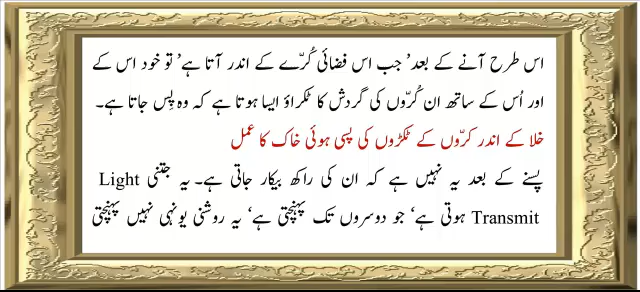 اس طرح آنے کے بعد’ جب اس فضائی کُرّے کے اندر آتا ہے’ تو خود اس کے
اور اُس کے ساتھ ان کُروں کی گردش کا ٹکراؤ ایسا ہوتا ہے کہ وہ پِس جاتا ہے۔
خلا کے اندر کرّوں کے ٹکڑوں کی پسی ہوئی خاک کا عمل
پسنے کے بعد یہ نہیں ہے کہ ان کی راکھ بیکار جاتی ہے۔ یہ جتنی Light
Transmit ہوتی ہے‘ جو دوسروں تک پہنچتی ہے‘ یہ روشنی یونہی نہیں پہنچتی